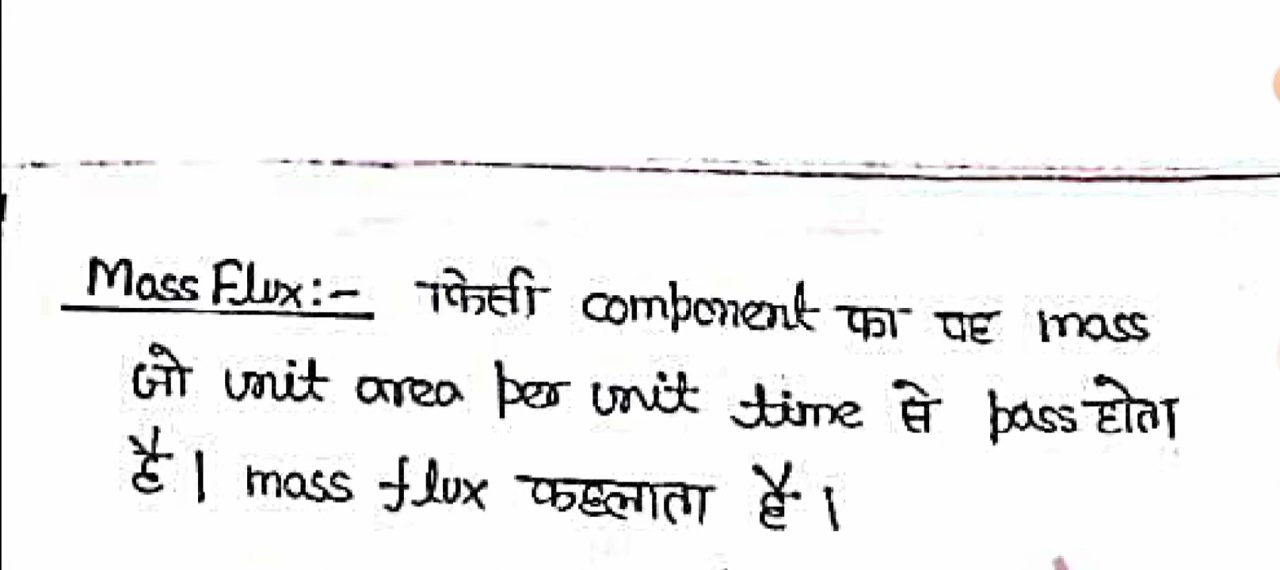 Mass Flux:- किसी component का वह mass
जो unit area per unit time से pass होता
है। mass flux कहलाता है।